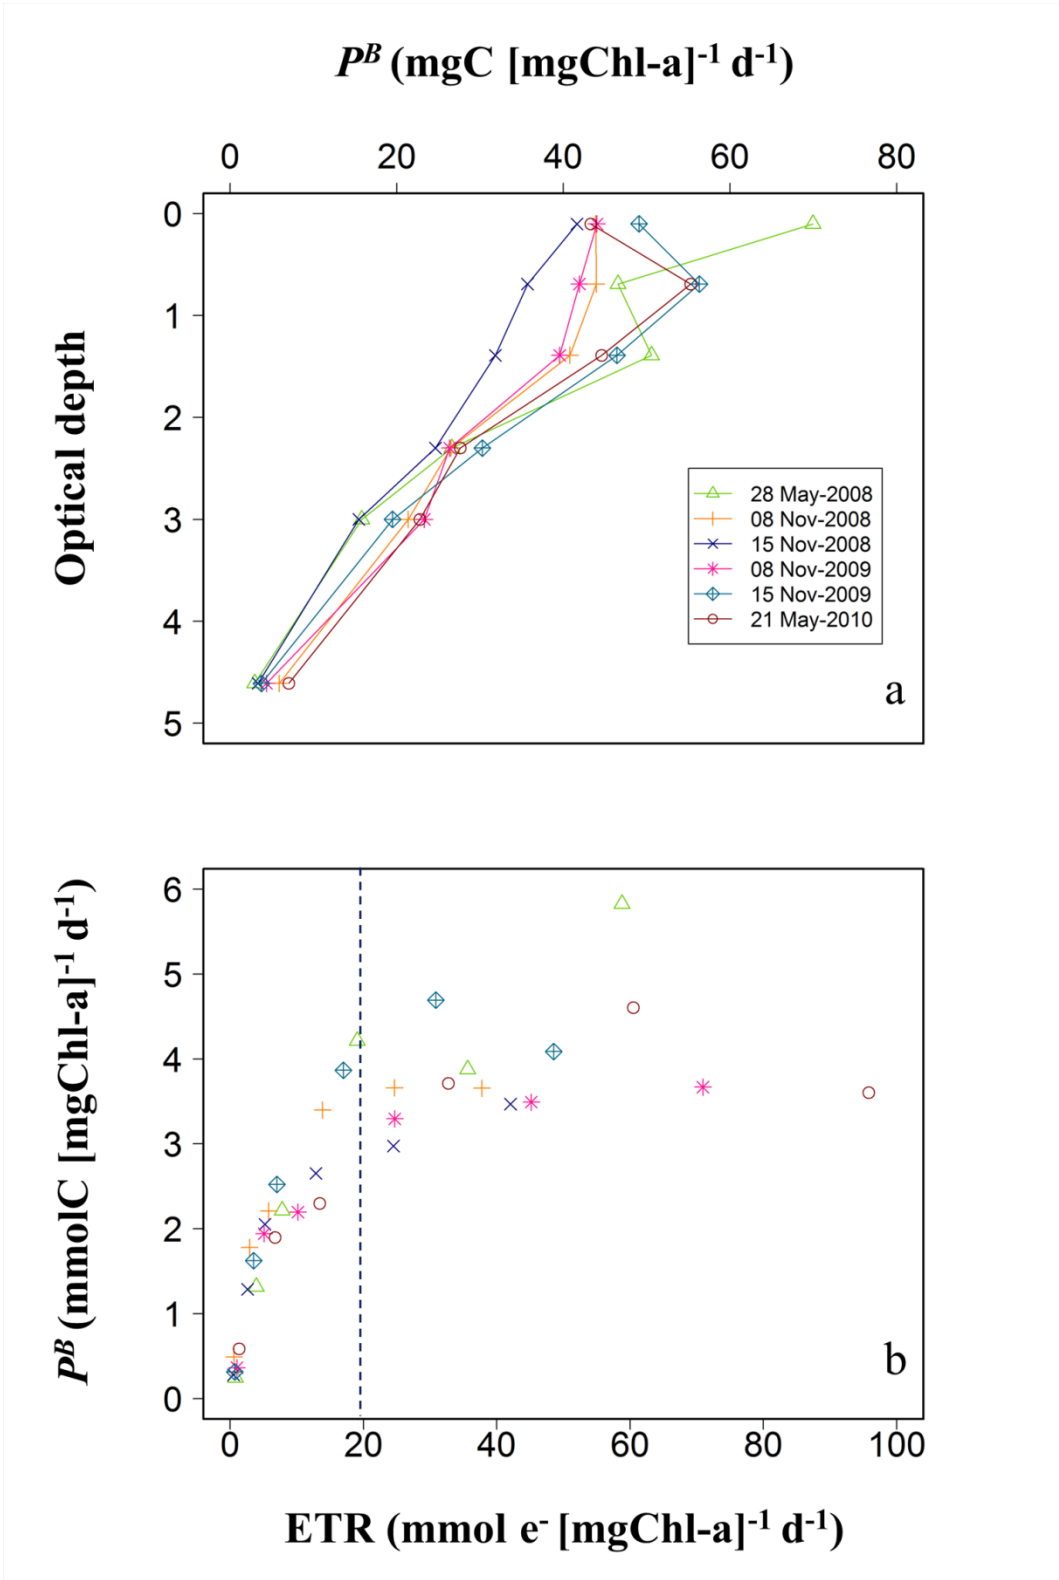 P^B (mgC [mgChl-a]^-1 d^-1)
0 20 40 60 80
0
1
2
3
4
5
Optical depth
28 May-2008
08 Nov-2008
15 Nov-2008
08 Nov-2009
15 Nov-2009
21 May-2010
a
6
5
4
3
2
1
0
P^B (mmolC [mgChl-a]^-1 d^-1)
b
0 20 40 60 80 100
ETR (mmol e^- [mgChl-a]^-1 d^-1)